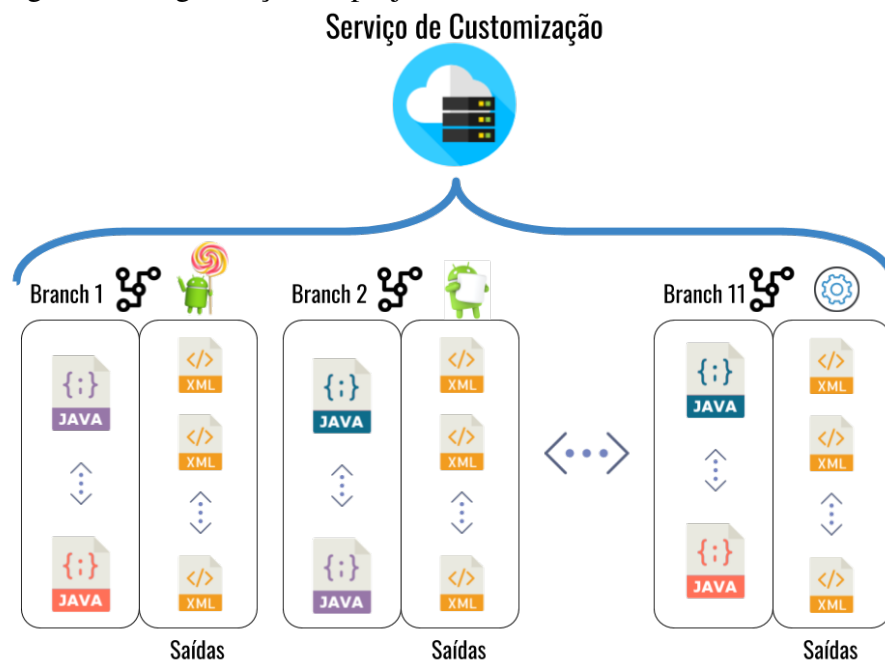 Serviço de Customização
Branch 1
Branch 2
Branch 11
{;}
JAVA
</>
XML
{;}
JAVA
</>
XML
{;}
JAVA
</>
XML
</>
XML
</>
XML
</>
XML
{;}
JAVA
</>
XML
{;}
JAVA
</>
XML
{;}
JAVA
</>
XML
Saídas
Saídas
Saídas